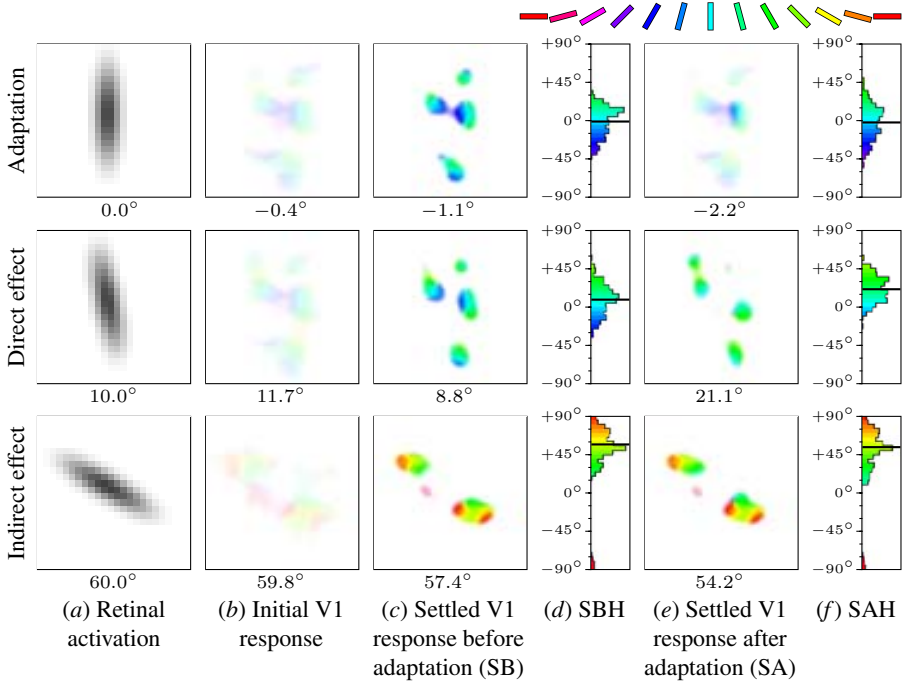 +90° +90°
+45° +45°
0° 0°
−45° −45°
−90° −90°
Adaptation
0.0° −0.4° −1.1° −2.2°
+90° +90°
+45° +45°
0° 0°
−45° −45°
−90° −90°
Direct effect
10.0° 11.7° 8.8° 21.1°
+90° +90°
+45° +45°
0° 0°
−45° −45°
−90° −90°
Indirect effect
60.0° 59.8° 57.4° 54.2°
(a) Retinal (b) Initial V1 (c) Settled V1 (d) SBH (e) Settled V1 (f) SAH
activation response response before response after
adaptation (SB) adaptation (SA)